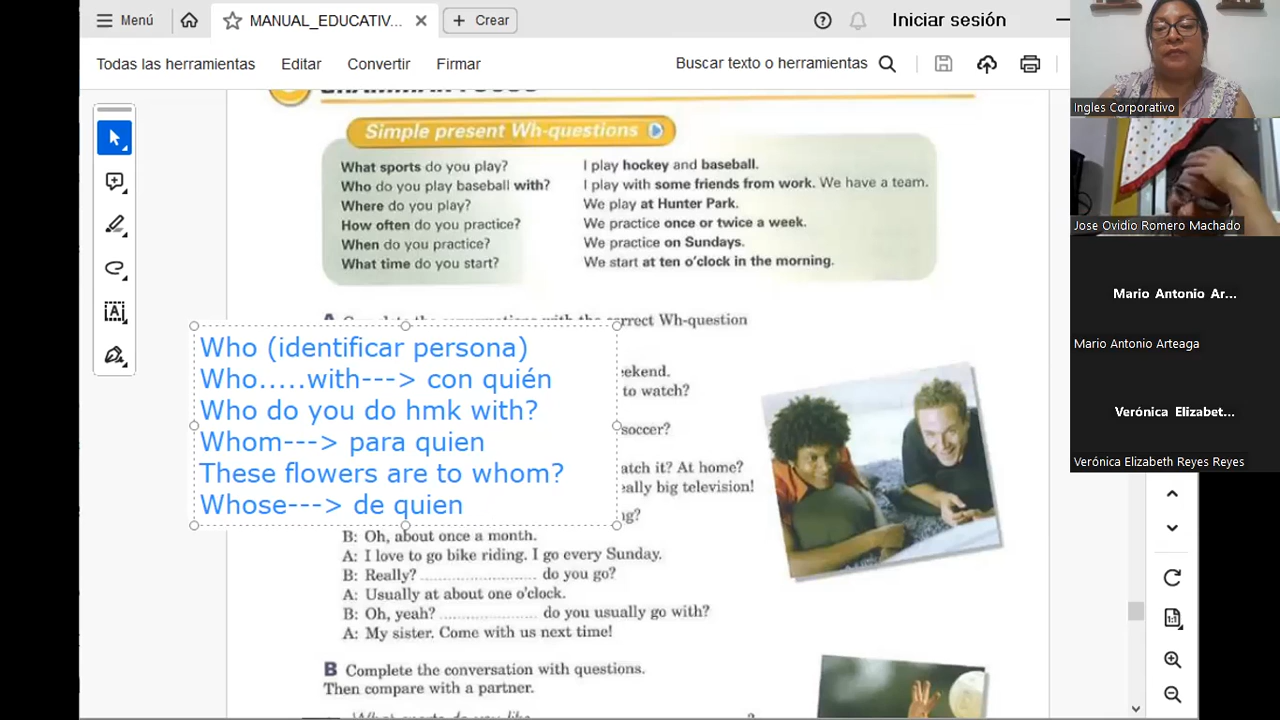 Menú
MANUAL_EDUCATIV...
Crear
Iniciar sesión
Todas las herramientas
Editar
Convertir
Firmar
Buscar texto o herramientas
Simple present Wh-questions
What sports do you play? I play hockey and baseball.
Who do you play baseball with? I play with some friends from work. We have a team.
Where do you play? We play at Hunter Park.
How often do you practice? We practice once or twice a week.
When do you practice? We practice on Sundays.
What time do you start? We start at ten o'clock in the morning.
correct Wh-question
Who (identificar persona)
Who.....with---> con quién
Who do you do hmk with?
Whom---> para quien
These flowers are to whom?
Whose---> de quien
to watch?
soccer?
atch it? At home?
eally big television!
B: Oh, about once a month.
A: I love to go bike riding. I go every Sunday.
B: Really? ................ do you go?
A: Usually at about one o'clock.
B: Oh, yeah? ................ do you usually go with?
A: My sister. Come with us next time!
B Complete the conversation with questions.
Then compare with a partner.
What sports do you like
Ingles Corporativo
Jose Ovidio Romero Machado
Mario Antonio Ar...
Mario Antonio Arteaga
Verónica Elizabet...
Verónica Elizabeth Reyes Reyes